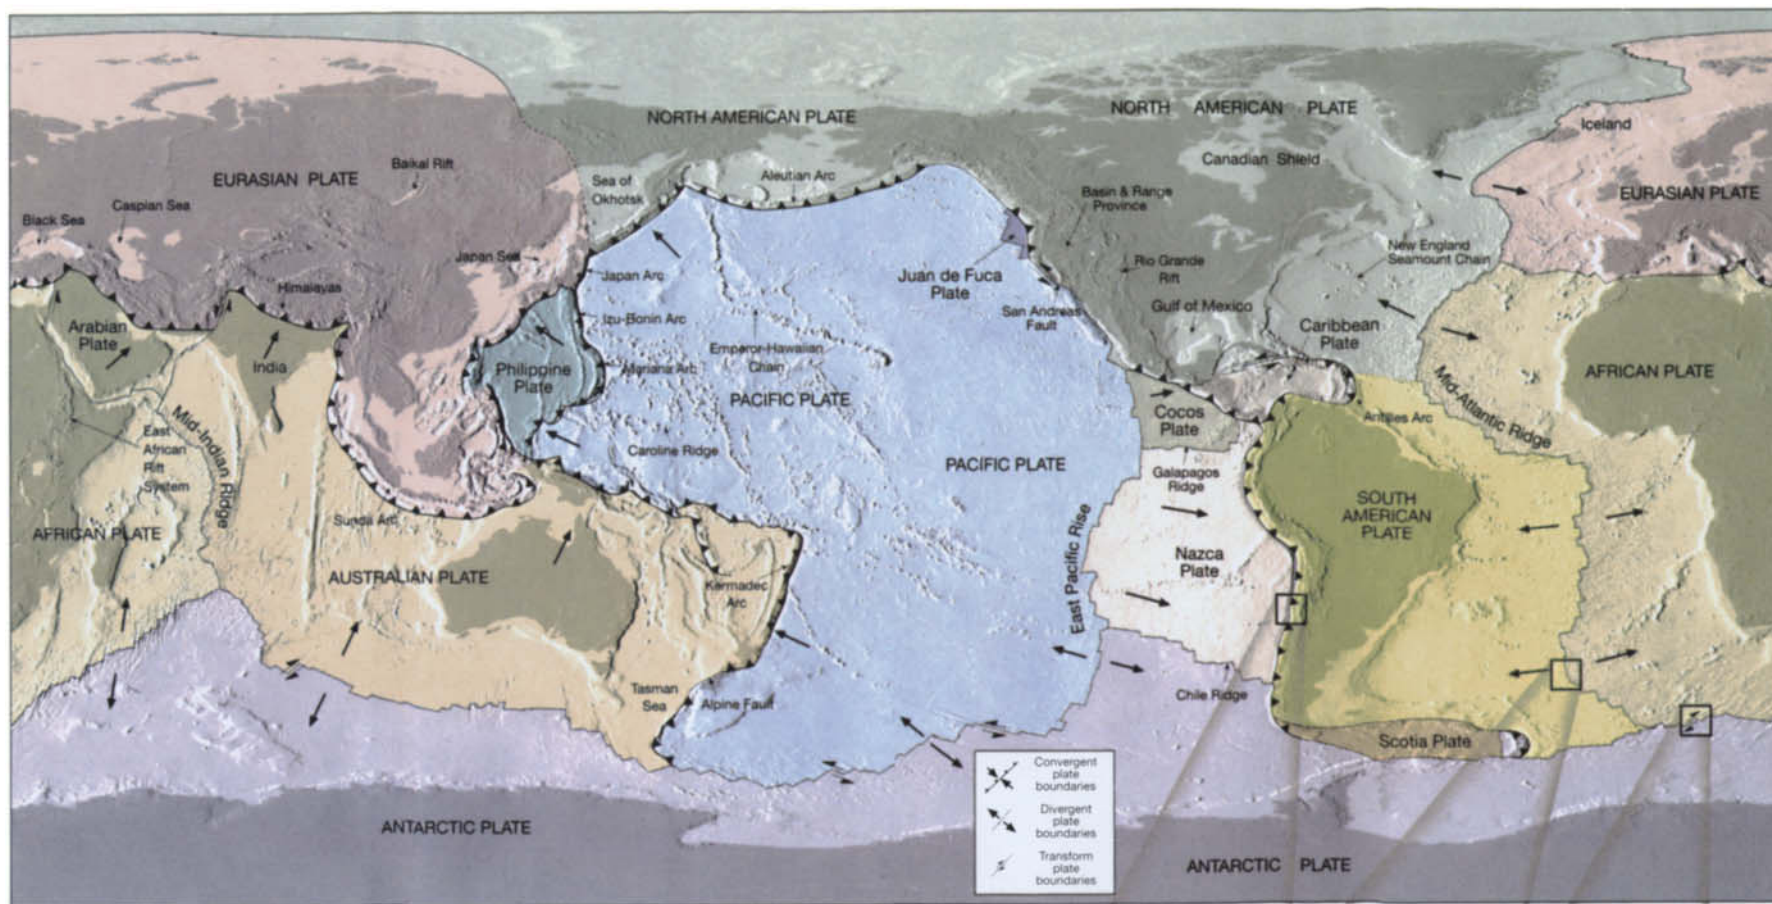 NORTH AMERICAN PLATE
NORTH AMERICAN PLATE
Iceland
Canadian Shield
Baikal Rift
EURASIAN PLATE
Sea of
Okhotsk
Aleutian Arc
Basin & Range
Province
EURASIAN PLATE
Black Sea
Caspian Sea
Japan Sea
New England
Seamount Chain
Japan Arc
Juan de Fuca
Plate
Rio Grande
Rift
Himalayas
San Andreas
Fault
Gulf of Mexico
Arabian
Plate
Izu-Bonin Arc
Caribbean
Plate
India
Philippine
Plate
Mariana Arc
Emperor-Hawaiian
Chain
AFRICAN PLATE
PACIFIC PLATE
Mid-Atlantic Ridge
Cocos
Plate
Antilles Arc
East
African
Rift
System
Mid-Indian Ridge
Caroline Ridge
PACIFIC PLATE
Galapagos
Ridge
SOUTH
AMERICAN
PLATE
AFRICAN PLATE
Sunda Arc
East Pacific Rise
Nazca
Plate
AUSTRALIAN PLATE
Kermadec
Arc
Tasman
Sea
Alpine Fault
Chile Ridge
Scotia Plate
Convergent
plate
boundaries
Divergent
plate
boundaries
Transform
plate
boundaries
ANTARCTIC PLATE
ANTARCTIC PLATE